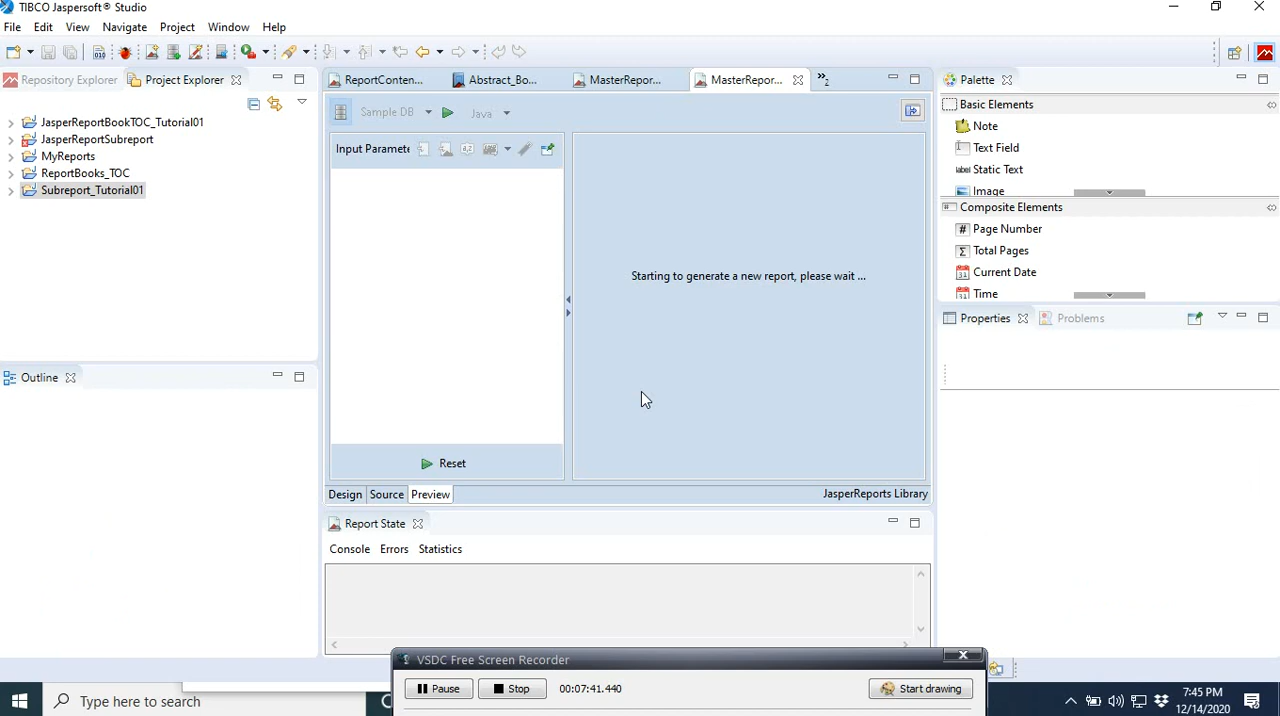 TIBCO Jaspersoft® Studio
File Edit View Navigate Project Window Help
Repository Explorer Project Explorer
JasperReportBookTOC_Tutorial01
JasperReportSubreport
MyReports
ReportBooks_TOC
Subreport_Tutorial01
Outline
ReportConten... Abstract_Bo... MasterRepor... MasterRepor...
Sample DB Java
Input Paramete
Starting to generate a new report, please wait ...
Reset
Design Source Preview JasperReports Library
Report State
Console Errors Statistics
Palette
Basic Elements
Note
Text Field
Static Text
Image
Composite Elements
Page Number
Total Pages
Current Date
Time
Properties Problems
VSDC Free Screen Recorder
Pause Stop 00:07:41.440 Start drawing
Type here to search
7:45 PM
12/14/2020